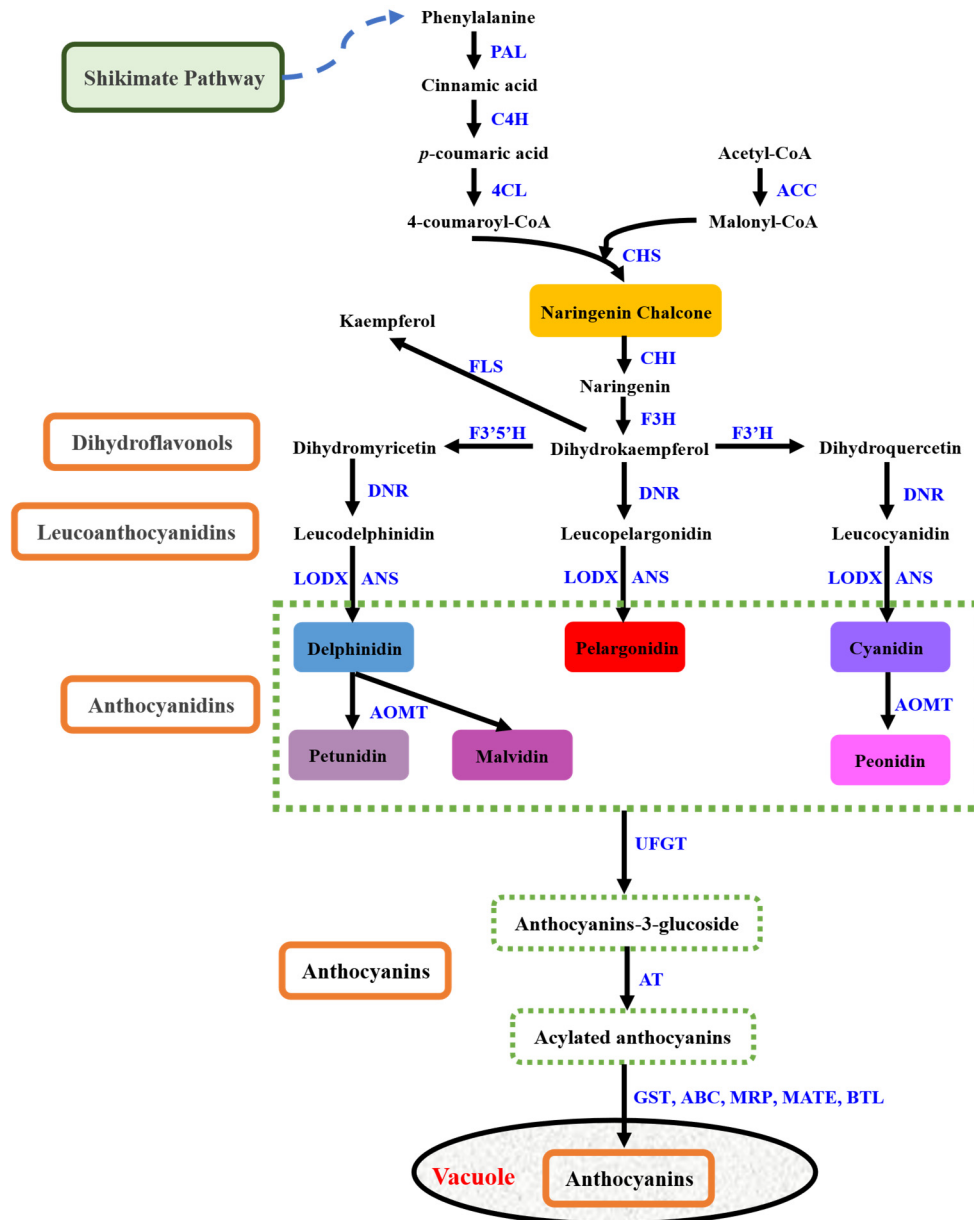 Phenylalanine
PAL
Shikimate Pathway
Cinnamic acid
C4H
p-coumaric acid
Acetyl-CoA
4CL
ACC
4-coumaroyl-CoA
Malonyl-CoA
CHS
Naringenin Chalcone
Kaempferol
CHI
FLS
Naringenin
F3H
Dihydroflavonols
F3’5’H
F3’H
Dihydromyricetin
Dihydrokaempferol
Dihydroquercetin
DNR
DNR
DNR
Leucoanthocyanidins
Leucodelphinidin
Leucopelargonidin
Leucocyanidin
LODX ANS
LODX ANS
LODX ANS
Delphinidin
Pelargonidin
Cyanidin
Anthocyanidins
AOMT
AOMT
Petunidin
Malvidin
Peonidin
UFGT
Anthocyanins-3-glucoside
Anthocyanins
AT
Acylated anthocyanins
GST, ABC, MRP, MATE, BTL
Vacuole
Anthocyanins